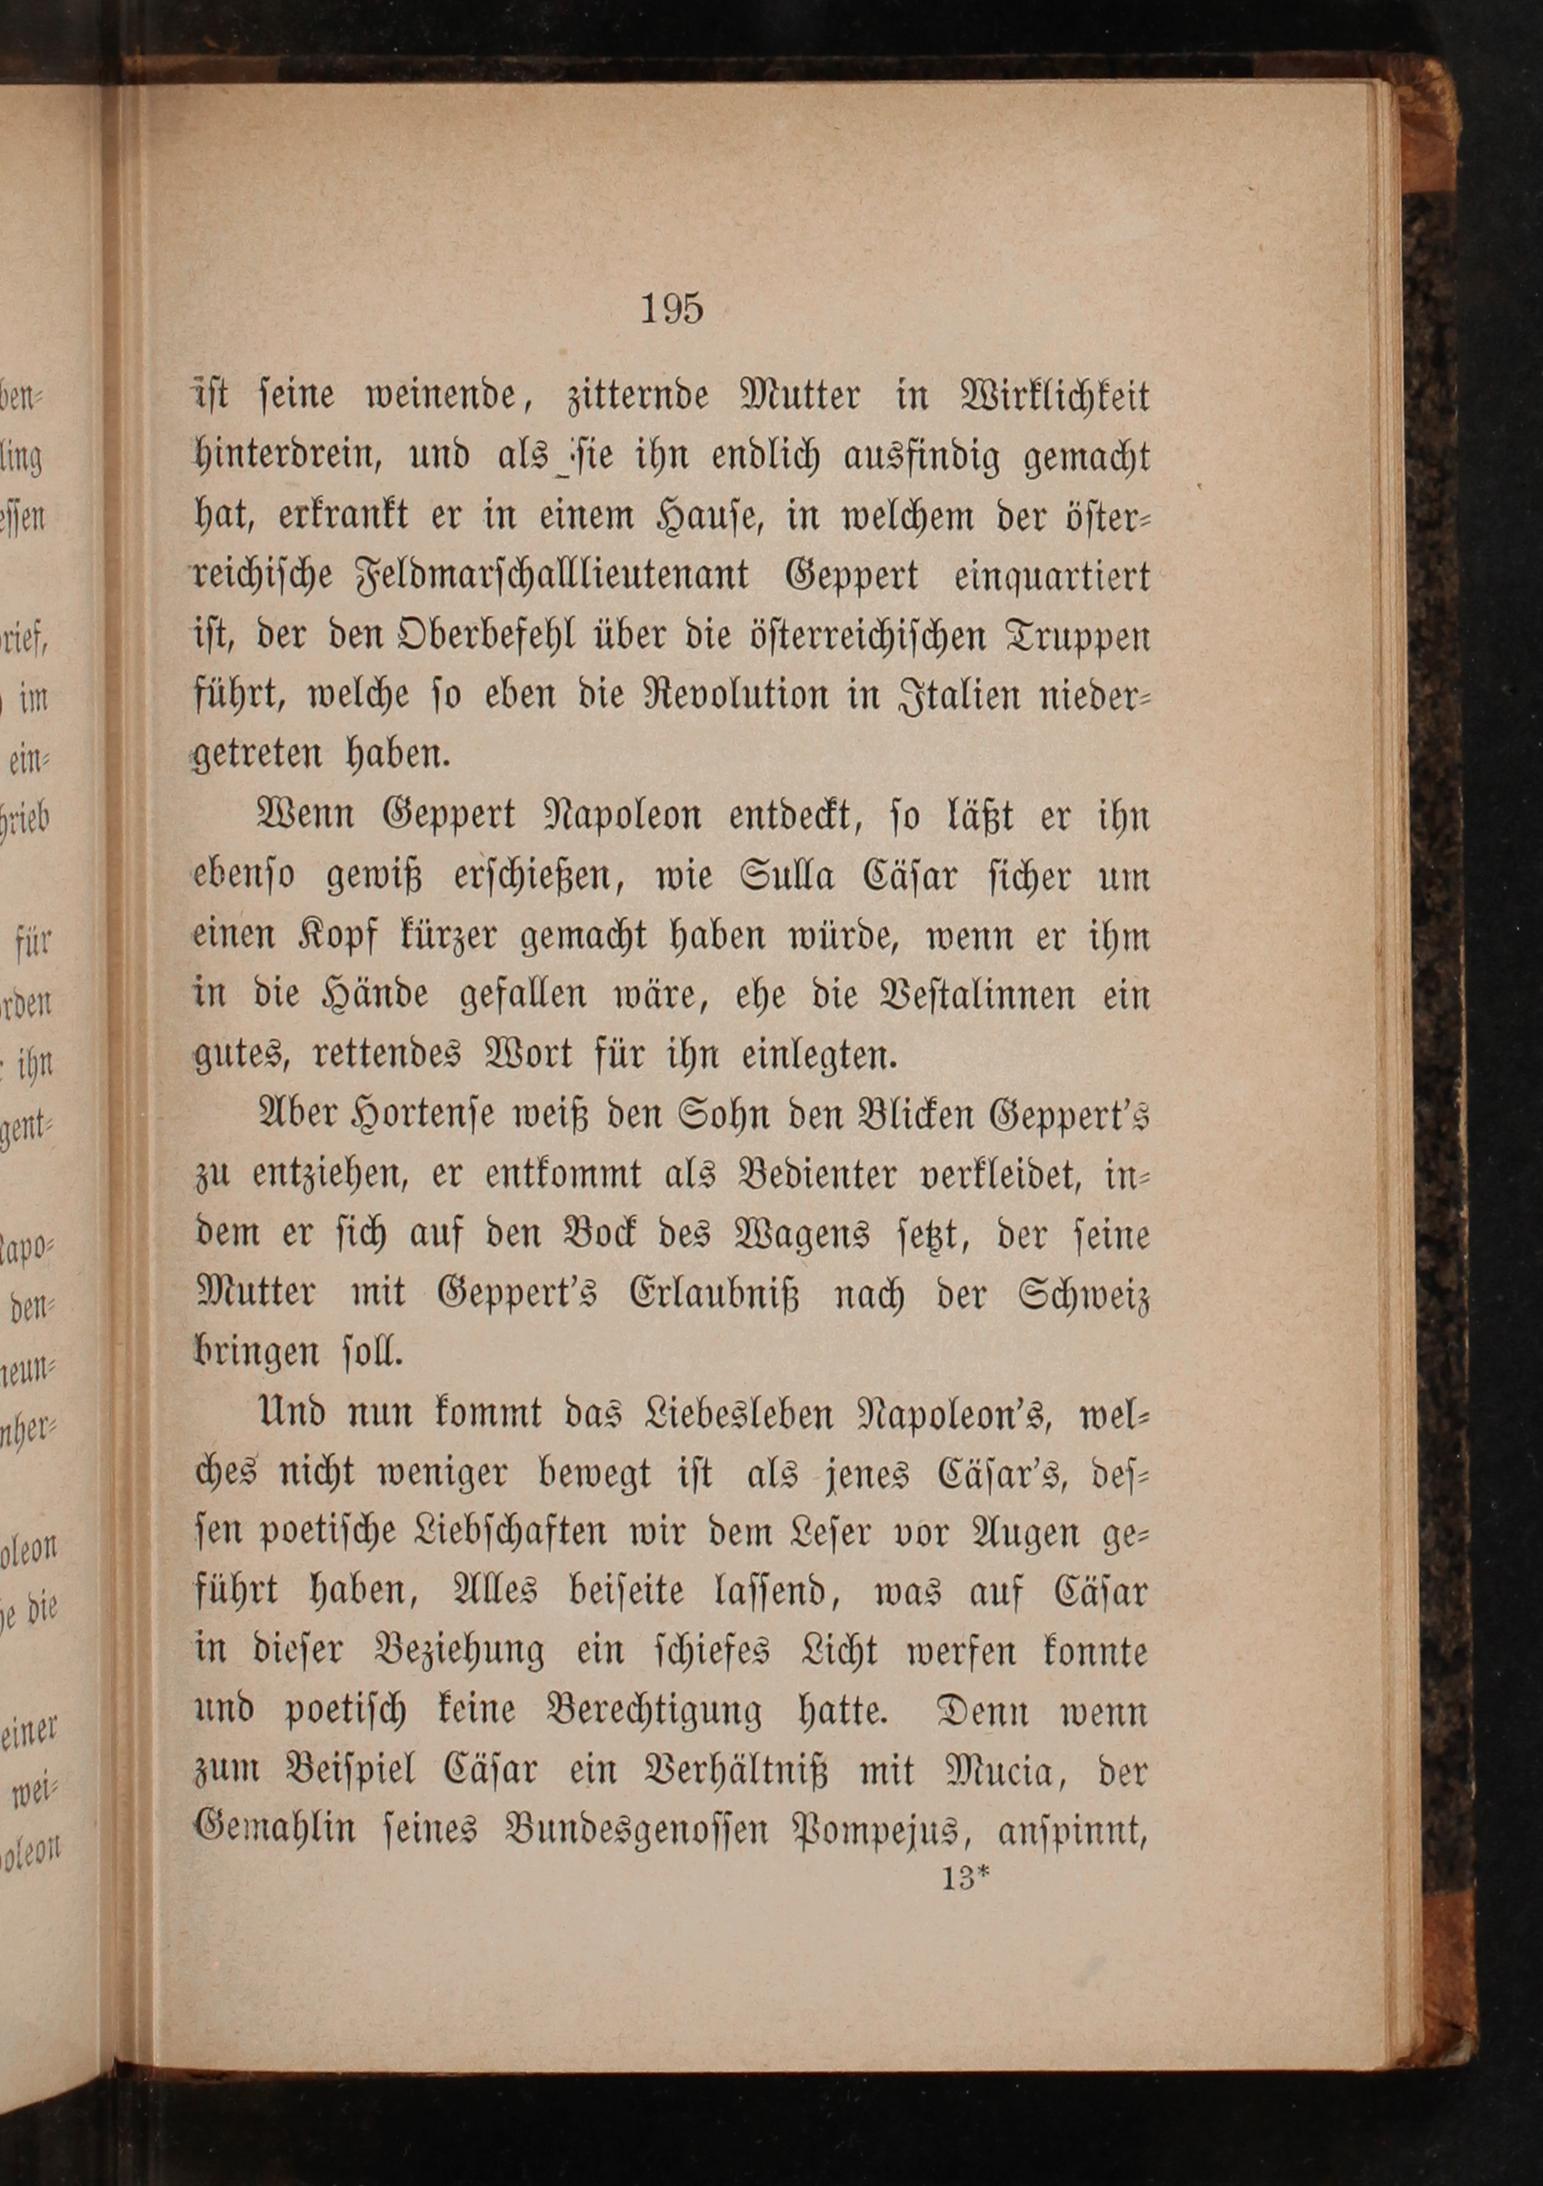 195
ist seine weinende, zitternde Mutter in Wirklichkeit
hinterdrein, und als sie ihn endlich ausfindig gemacht
hat, erkrankt er in einem Hause, in welchem der öster-
reichische Feldmarschalllieutenant Geppert einquartiert
ist, der den Oberbefehl über die österreichischen Truppen
führt, welche so eben die Revolution in Italien nieder-
getreten haben.
Wenn Geppert Napoleon entdeckt, so läßt er ihn
ebenso gewiß erschießen, wie Sulla Cäsar sicher um
einen Kopf kürzer gemacht haben würde, wenn er ihm
in die Hände gefallen wäre, ehe die Vestalinnen ein
gutes, rettendes Wort für ihn einlegten.
Aber Hortense weiß den Sohn den Blicken Geppert's
zu entziehen, er entkommt als Bedienter verkleidet, in-
dem er sich auf den Bock des Wagens setzt, der seine
Mutter mit Geppert's Erlaubniß nach der Schweiz
bringen soll.
Und nun kommt das Liebesleben Napoleon's, wel-
ches nicht weniger bewegt ist als jenes Cäsar's, des-
sen poetische Liebschaften wir dem Leser vor Augen ge-
führt haben, Alles beiseite lassend, was auf Cäsar
in dieser Beziehung ein schiefes Licht werfen konnte
und poetisch keine Berechtigung hatte. Denn wenn
zum Beispiel Cäsar ein Verhältniß mit Mucia, der
Gemahlin seines Bundesgenossen Pompejus, anspinnt,
13*